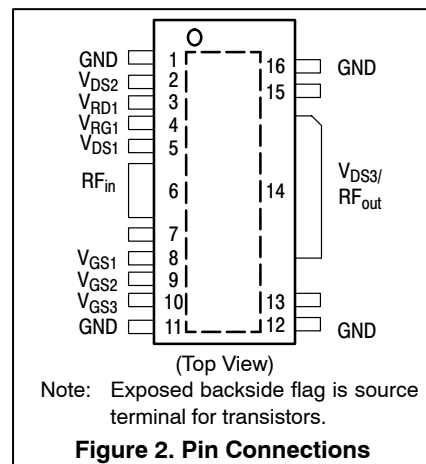 GND 1 16 GND
VDS2 2
15
VRD1 3
VRG1 4
VDS1 5
RFin 6 14 VDS3/
RFout
7
VGS1 8
VGS2 9
VGS3 10 13
GND 11 12 GND
(Top View)
Note: Exposed backside flag is source
terminal for transistors.
Figure 2. Pin Connections